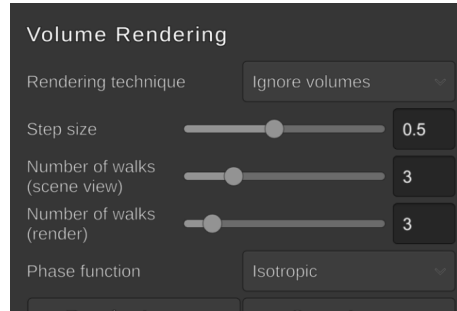 Volume Rendering
Rendering technique Ignore volumes
Step size 0.5
Number of walks
(scene view) 3
Number of walks
(render) 3
Phase function Isotropic